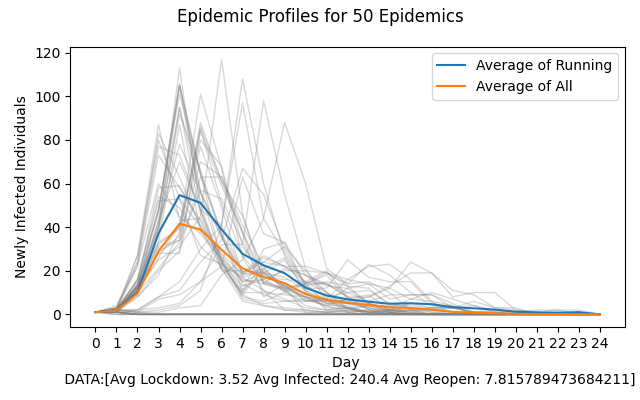 Epidemic Profiles for 50 Epidemics
120
100
80
60
40
20
0
Newly Infected Individuals
Average of Running
Average of All
0 1 2 3 4 5 6 7 8 9 10 11 12 13 14 15 16 17 18 19 20 21 22 23 24
Day
DATA:[Avg Lockdown: 3.52 Avg Infected: 240.4 Avg Reopen: 7.815789473684211]